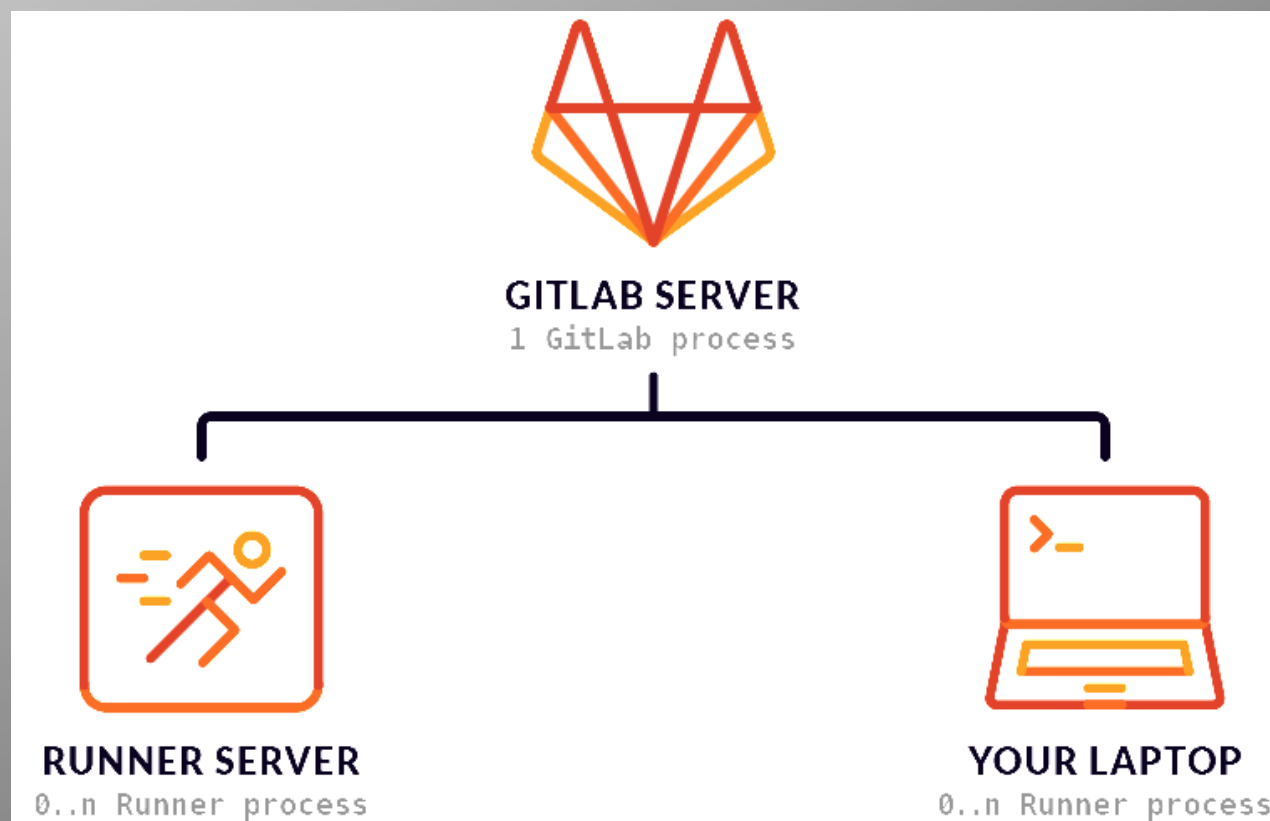 GITLAB SERVER
1 GitLab process
RUNNER SERVER
0..n Runner process
YOUR LAPTOP
0..n Runner process